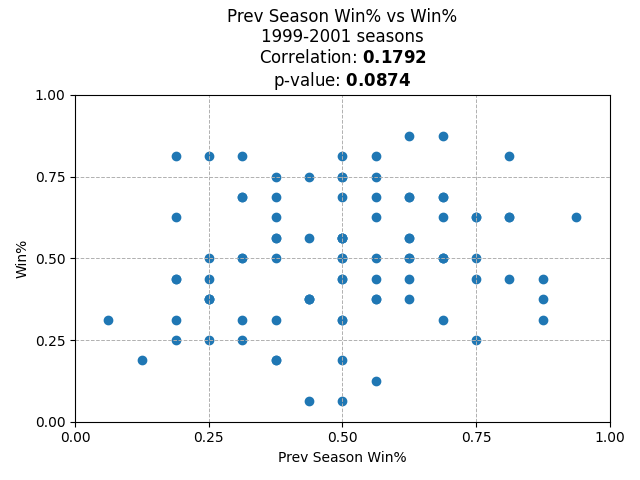 Prev Season Win% vs Win%
1999-2001 seasons
Correlation: 0.1792
p-value: 0.0874
1.00
0.75
0.50
0.25
0.00
Win%
0.00 0.25 0.50 0.75 1.00
Prev Season Win%